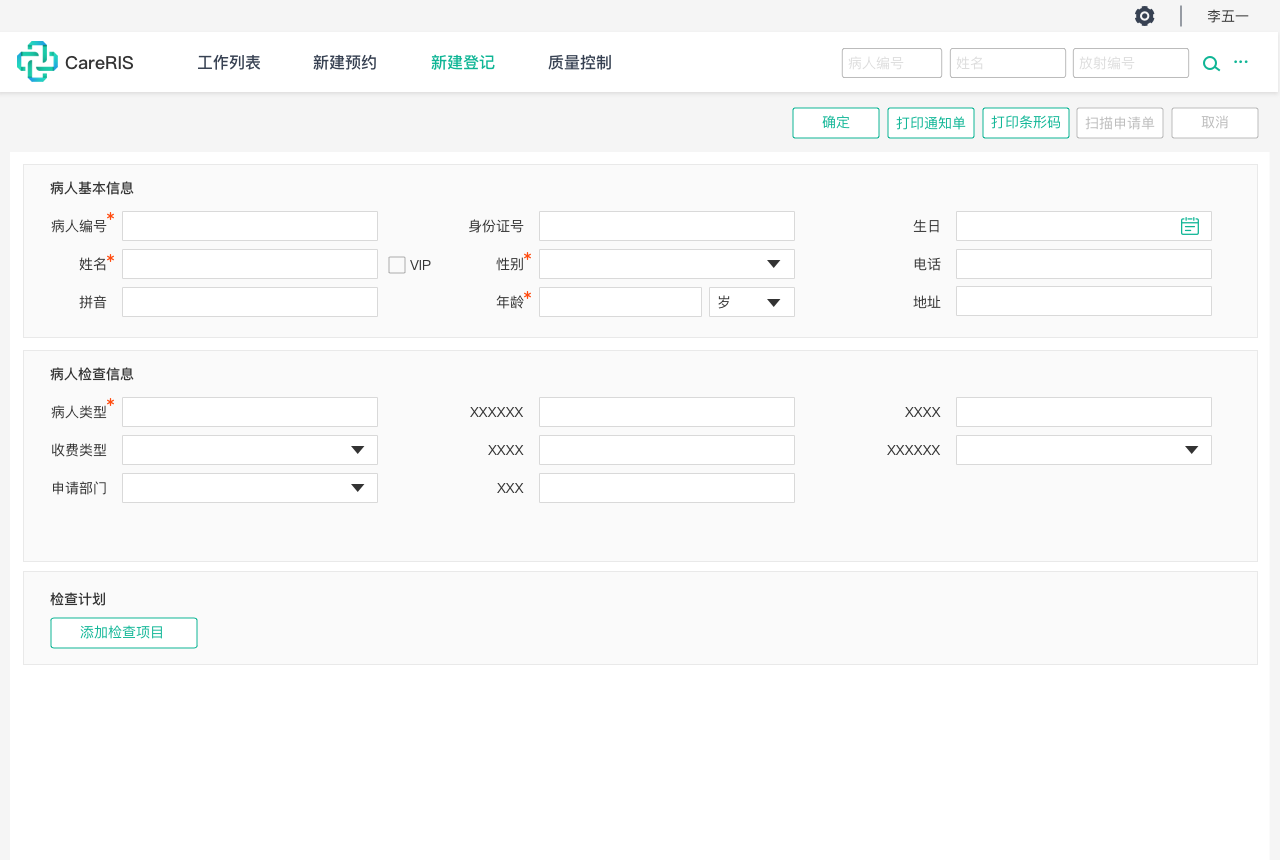 李五一
CareRIS 工作列表 新建预约 新建登记 质量控制 病人编号 姓名 放射编号 ...
确定 打印通知单 打印条形码 扫描申请单 取消
病人基本信息
病人编号* 身份证号 生日
姓名* VIP 性别* 电话
拼音 年龄* 岁 地址
病人检查信息
病人类型* XXXXXX XXXX
收费类型 XXXX XXXXXX
申请部门 XXX
检查计划
添加检查项目